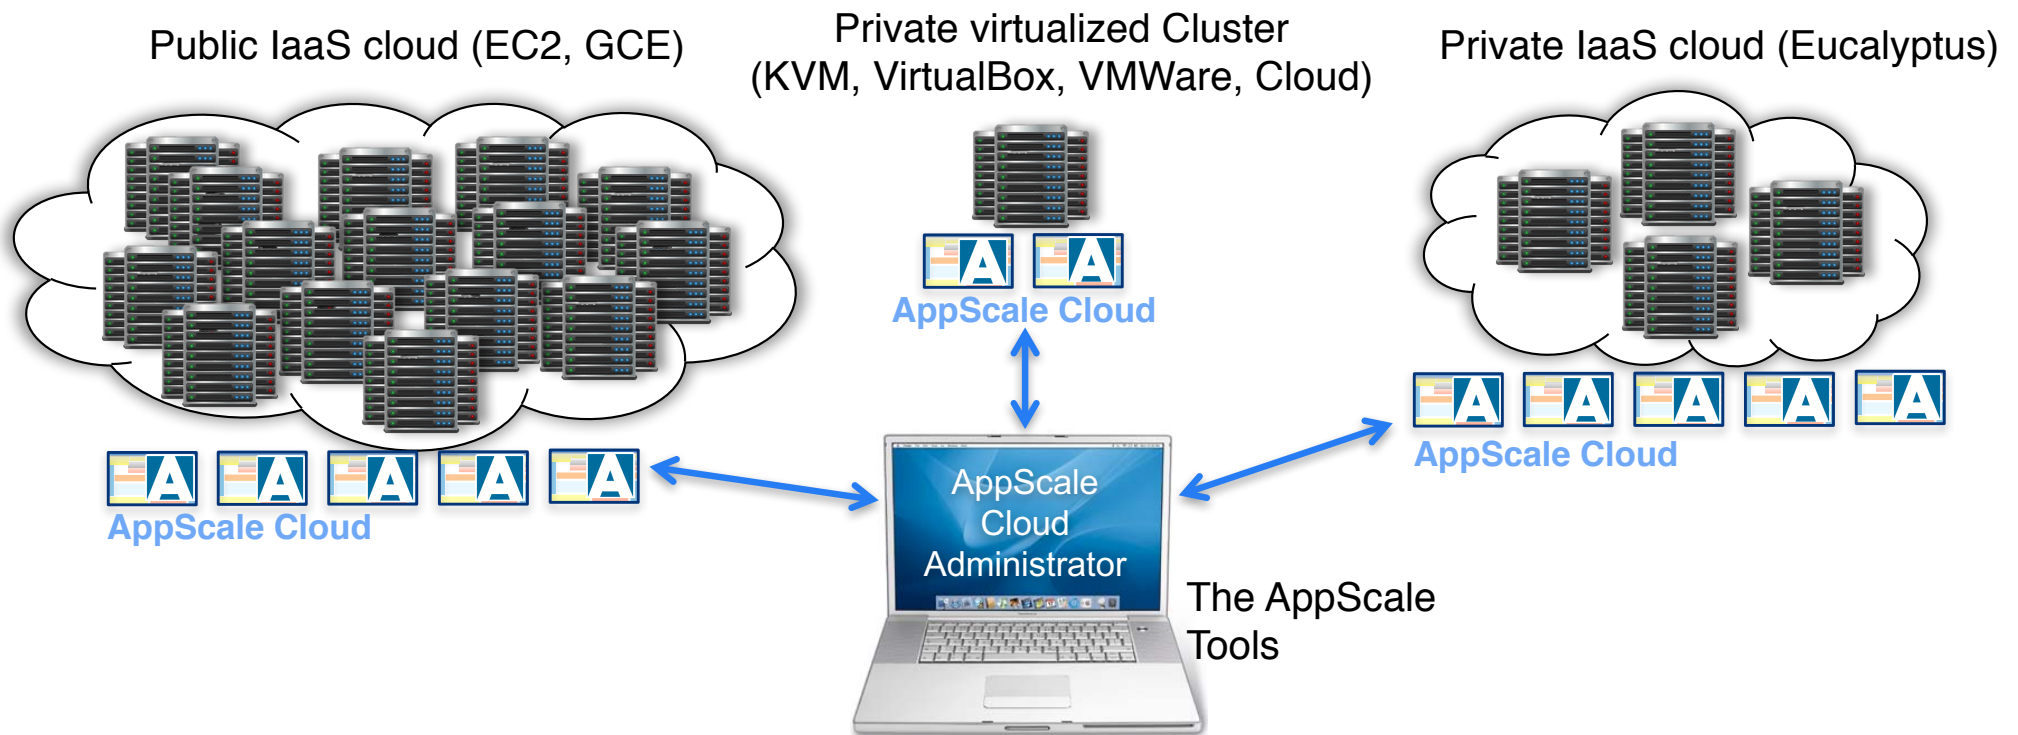 Public IaaS cloud (EC2, GCE)
Private virtualized Cluster
(KVM, VirtualBox, VMWare, Cloud)
Private IaaS cloud (Eucalyptus)
A A
AppScale Cloud
A A A A A
AppScale Cloud
A A A A A
AppScale Cloud
AppScale
Cloud
Administrator
The AppScale
Tools